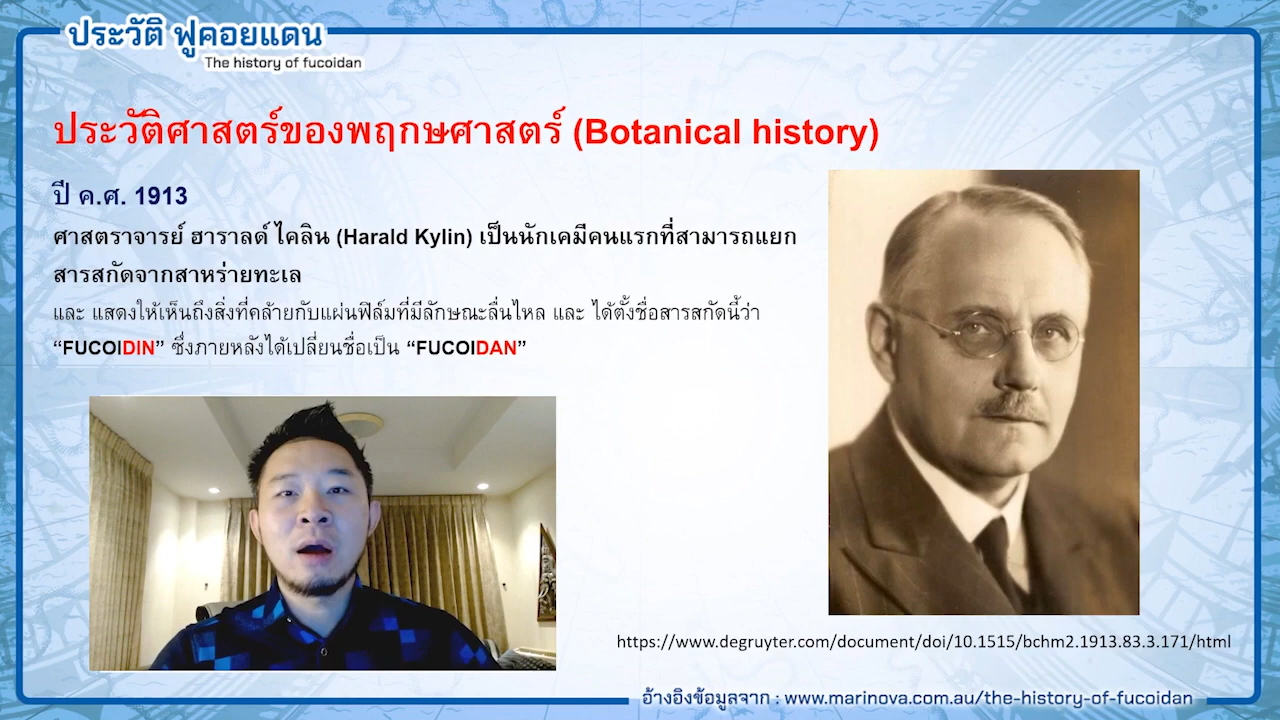 ประวัติ ฟูคอยแดน
The history of fucoidan
ประวัติศาสตร์ของพฤกษศาสตร์ (Botanical history)
ปี ค.ศ. 1913
ศาสตราจารย์ ฮาราลด์ ไคลิน (Harald Kylin) เป็นนักเคมีคนแรกที่สามารถแยก
สารสกัดจากสาหร่ายทะเล
และ แสดงให้เห็นถึงสิ่งที่คล้ายกับแผ่นฟิล์มที่มีลักษณะลื่นไหล และ ได้ตั้งชื่อสารสกัดนี้ว่า
“FUCOIDIN” ซึ่งภายหลังได้เปลี่ยนชื่อเป็น “FUCOIDAN”
https://www.degruyter.com/document/doi/10.1515/bchm2.1913.83.3.171/html
อ้างอิงข้อมูลจาก : www.marinova.com.au/the-history-of-fucoidan